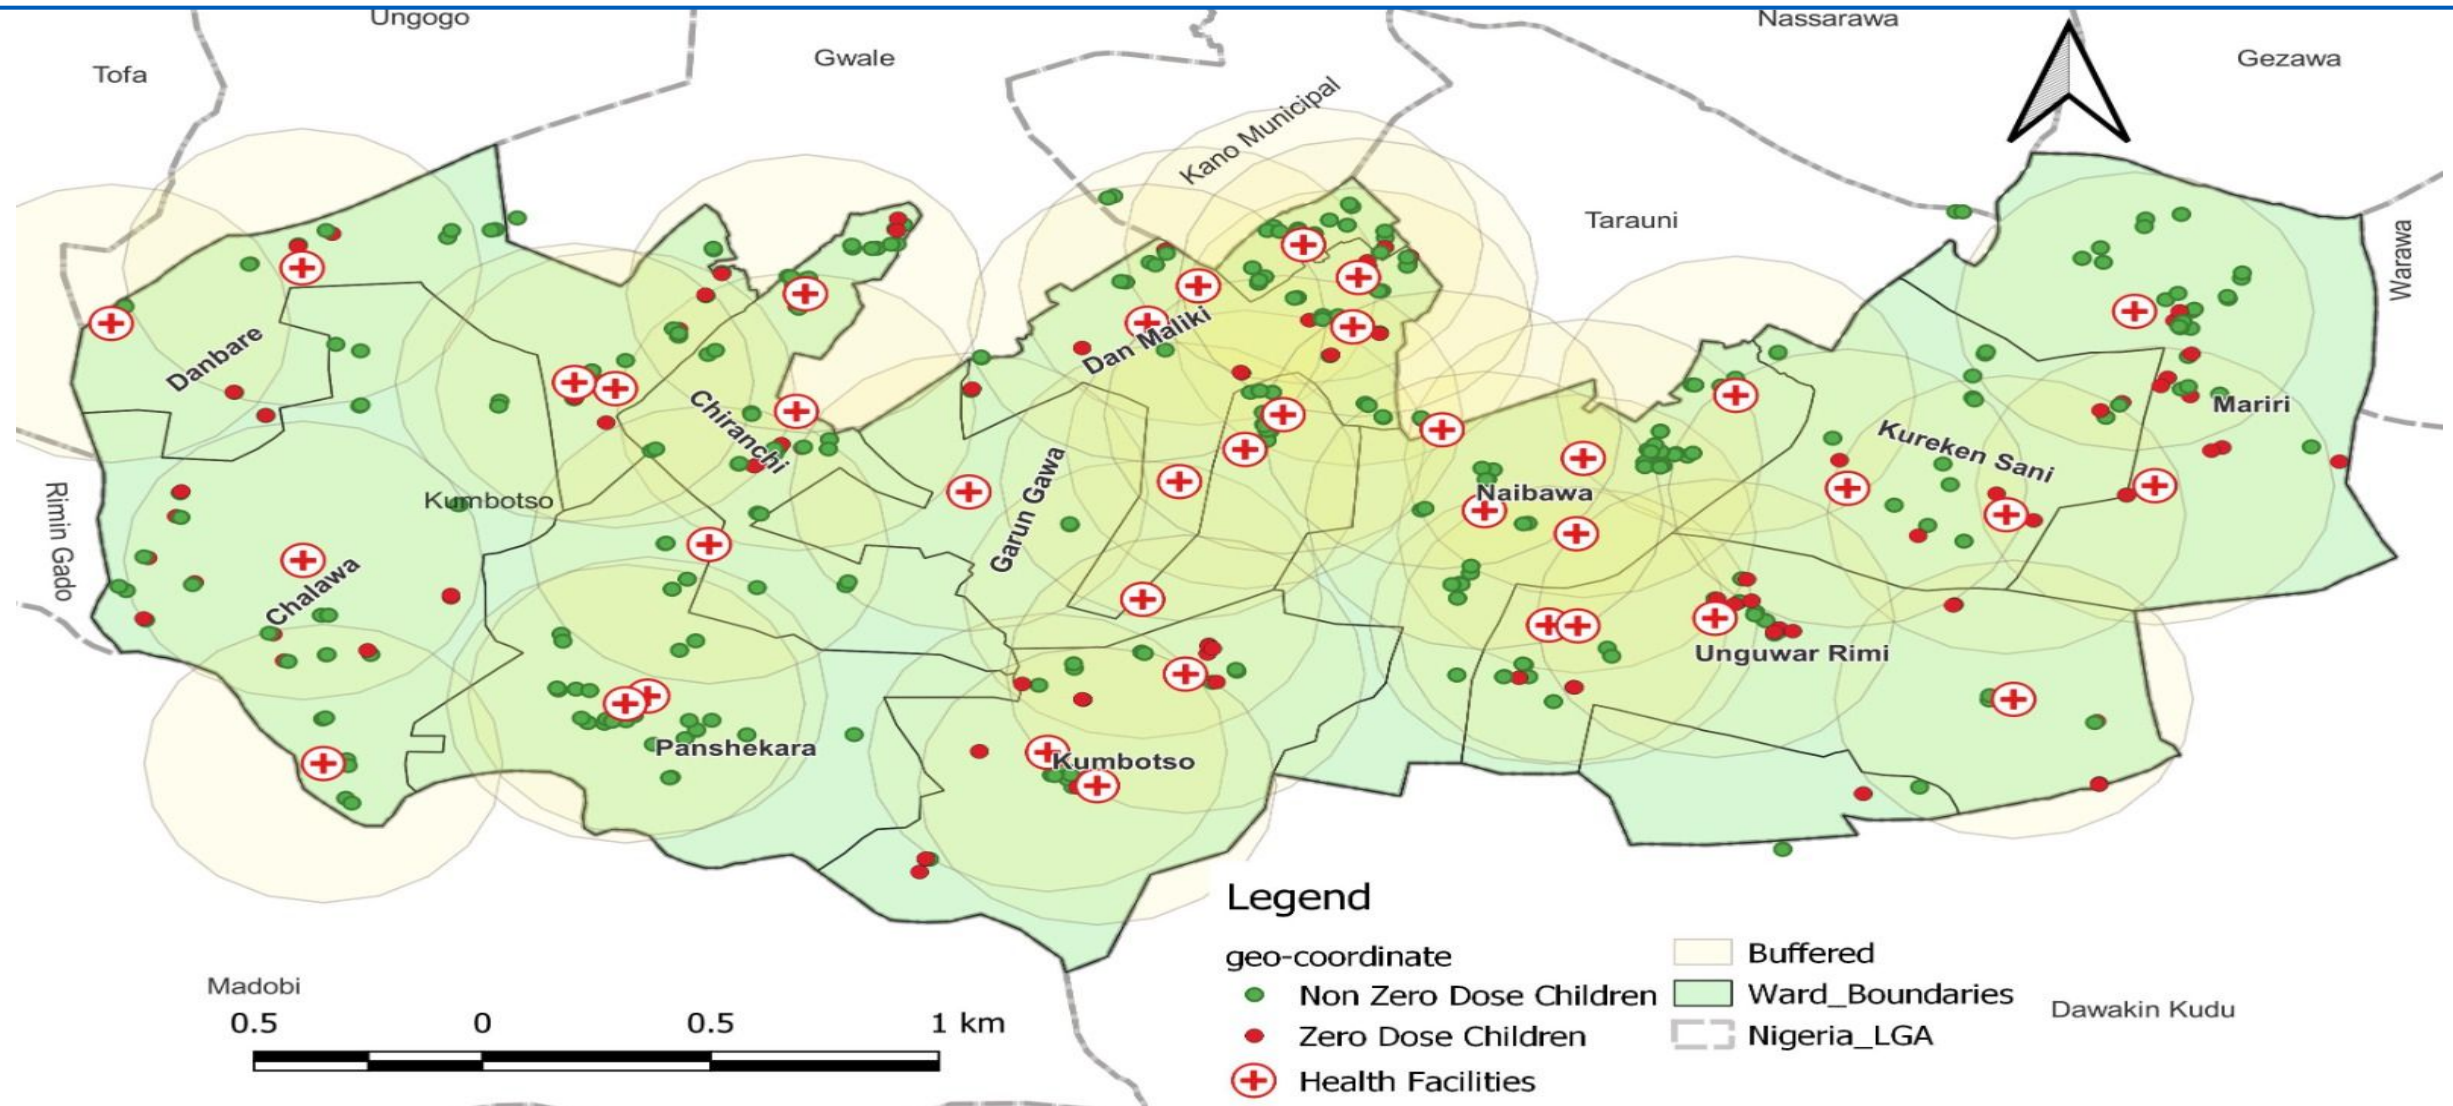 Ungogo
Nassarawa
Gwale
Gezawa
Tofa
Kano Municipal
Tarauni
Warawa
Danbare
Dan Maliki
Chiranchi
Mariri
Kureken Sani
Rimin Gado
Kumbotso
Garun Gawa
Naibawa
Chalawa
Unguwar Rimi
Panshekara
Kumbotso
Legend
geo-coordinate
Non Zero Dose Children
Zero Dose Children
Health Facilities
Buffered
Ward_Boundaries
Nigeria_LGA
Dawakin Kudu
Madobi
0.5 0 0.5 1 km